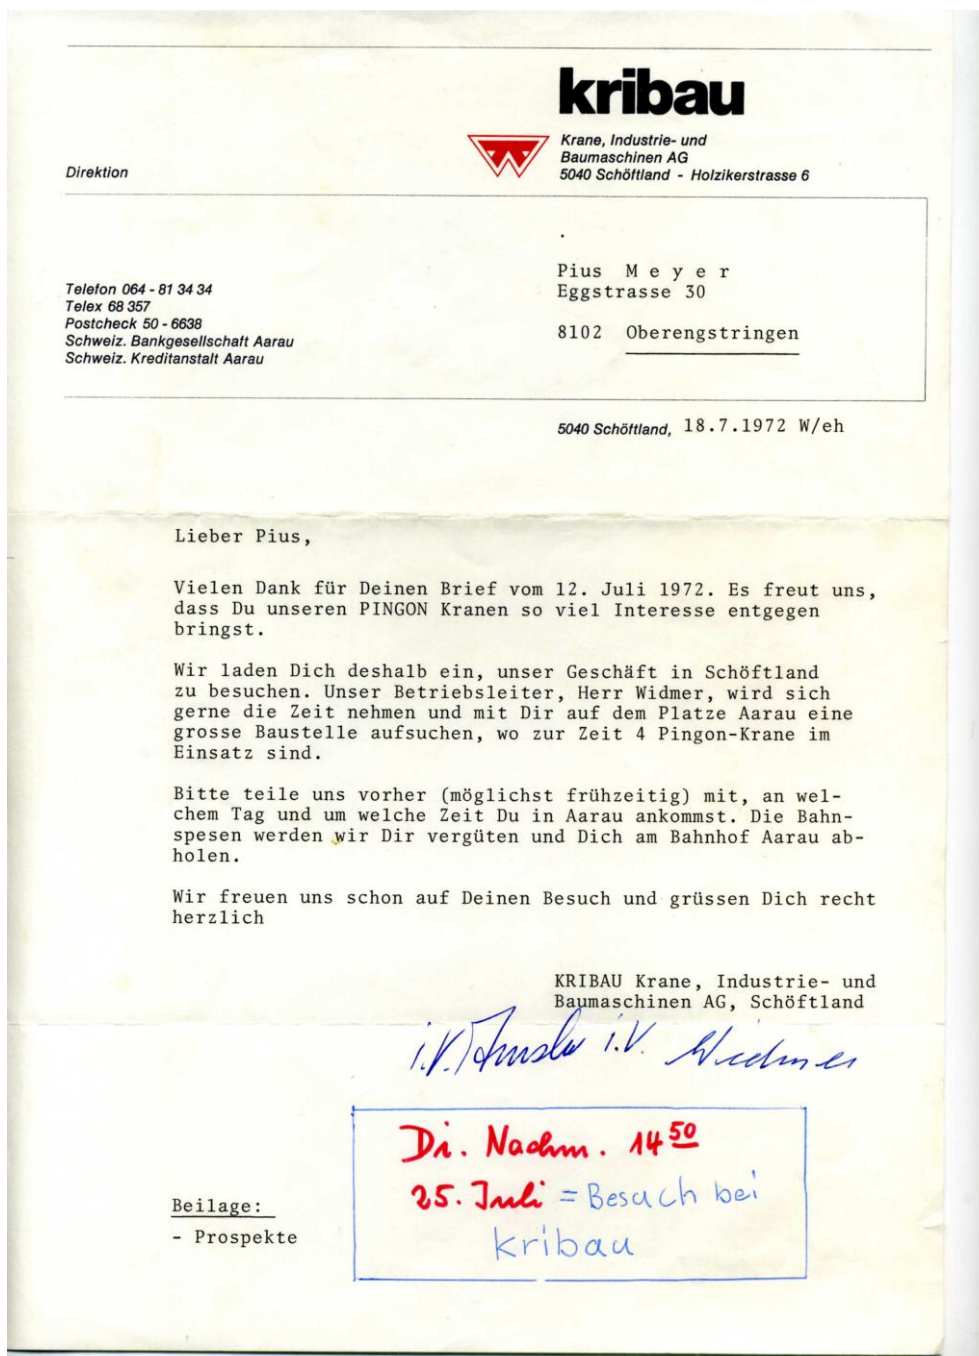 kribau
Krane, Industrie- und
Baumaschinen AG
5040 Schöftland - Holzikerstrasse 6
Direktion
Telefon 064 - 81 34 34
Telex 68 357
Postcheck 50 - 6638
Schweiz. Bankgesellschaft Aarau
Schweiz. Kreditanstalt Aarau
Pius M e y e r
Eggstrasse 30
8102 Oberengstringen
5040 Schöftland, 18.7.1972 W/eh
Lieber Pius,
Vielen Dank für Deinen Brief vom 12. Juli 1972. Es freut uns,
dass Du unseren PINGON Kranen so viel Interesse entgegen
bringst.
Wir laden Dich deshalb ein, unser Geschäft in Schöftland
zu besuchen. Unser Betriebsleiter, Herr Widmer, wird sich
gerne die Zeit nehmen und mit Dir auf dem Platze Aarau eine
grosse Baustelle aufsuchen, wo zur Zeit 4 Pingon-Krane im
Einsatz sind.
Bitte teile uns vorher (möglichst frühzeitig) mit, an wel-
chem Tag und um welche Zeit Du in Aarau ankommst. Die Bahn-
spesen werden wir Dir vergüten und Dich am Bahnhof Aarau ab-
holen.
Wir freuen uns schon auf Deinen Besuch und grüssen Dich recht
herzlich
KRIBAU Krane, Industrie- und
Baumaschinen AG, Schöftland
i.V. i.V. Widmer
Di. Nachm. 14 50
25. Juli = Besuch bei
kribau
Beilage:
- Prospekte